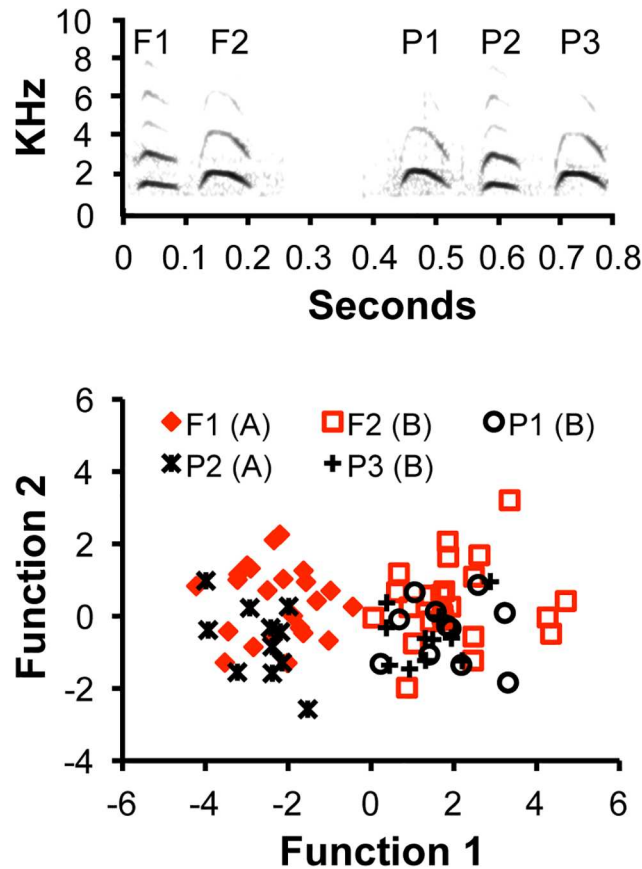 10
F1 F2 P1 P2 P3
8
6
4
2
0
KHz
0 0.1 0.2 0.3 0.4 0.5 0.6 0.7 0.8
Seconds
6
F1 (A) F2 (B) P1 (B)
4
P2 (A) P3 (B)
2
0
-2
-4
Function 2
-6 -4 -2 0 2 4 6
Function 1